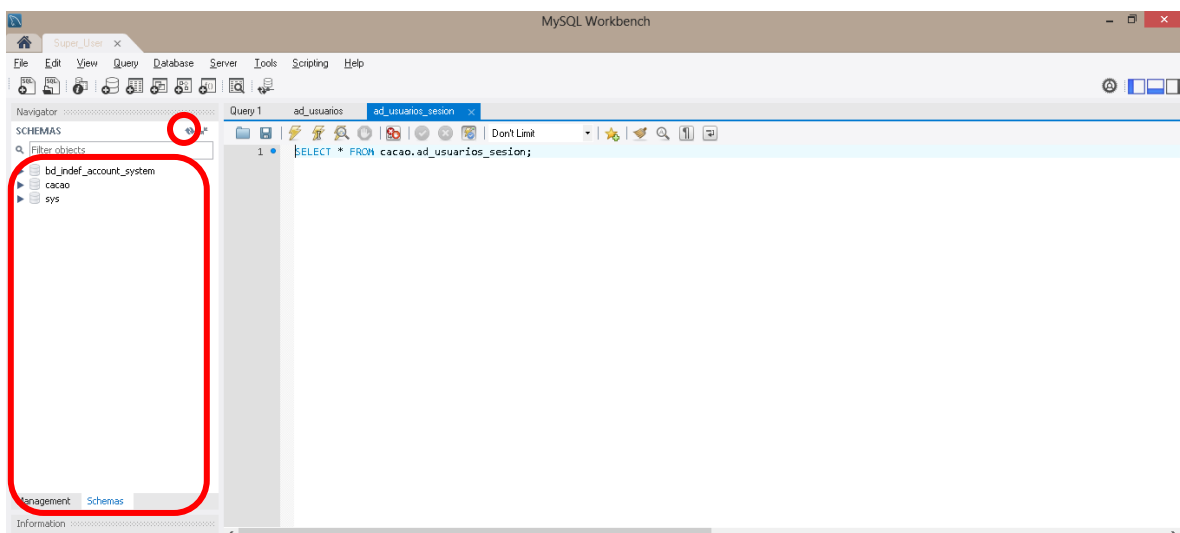 MySQL Workbench
Super_User
File Edit View Query Database Server Tools Scripting Help
Navigator
Query 1 ad_usuarios ad_usuarios_sesion
SCHEMAS
Don't Limit
Filter objects
1 SELECT * FROM cacao.ad_usuarios_sesion;
bd_indef_account_system
cacao
sys
Management Schemas
Information